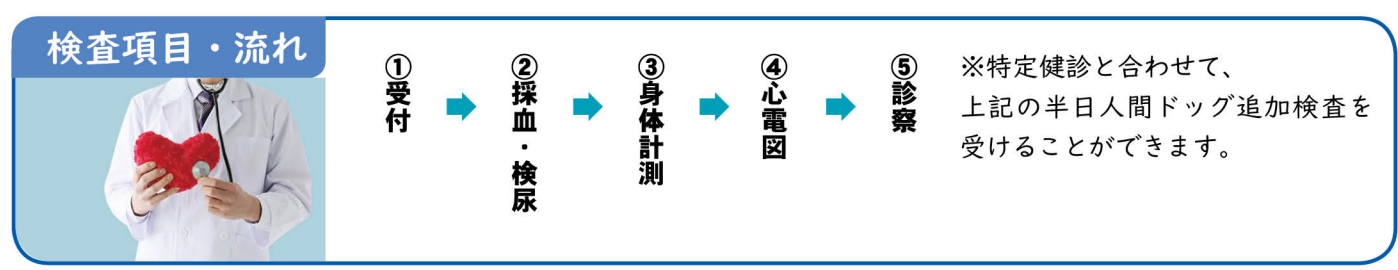 検査項目・流れ
①受付
②採血・検尿
③身体計測
④心電図
⑤診察
※特定健診と合わせて、
上記の半日人間ドッグ追加検査を
受けることができます。